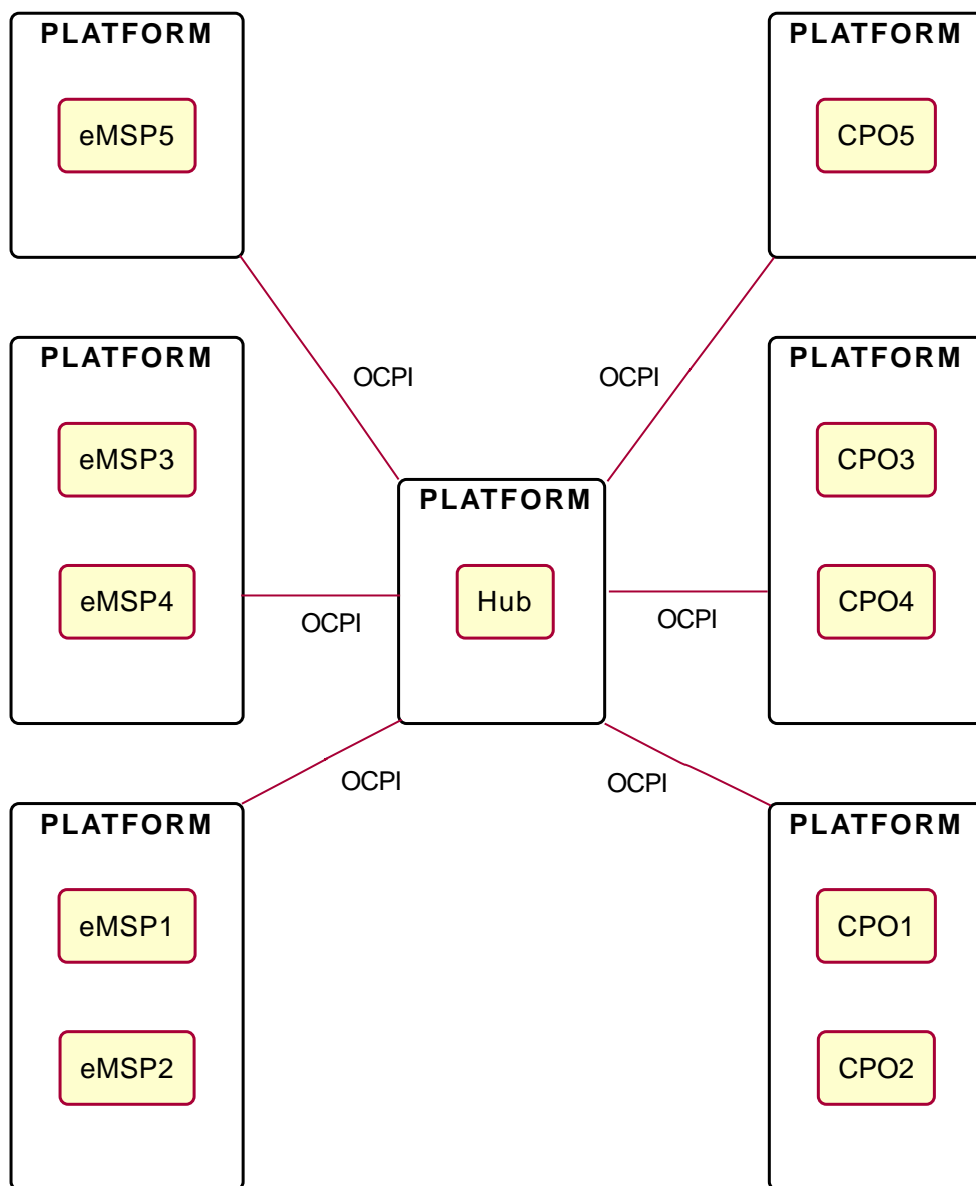 PLATFORM
eMSP5
PLATFORM
CPO5
OCPI
OCPI
PLATFORM
eMSP3
eMSP4
OCPI
PLATFORM
Hub
PLATFORM
CPO3
CPO4
OCPI
OCPI
OCPI
PLATFORM
eMSP1
eMSP2
PLATFORM
CPO1
CPO2